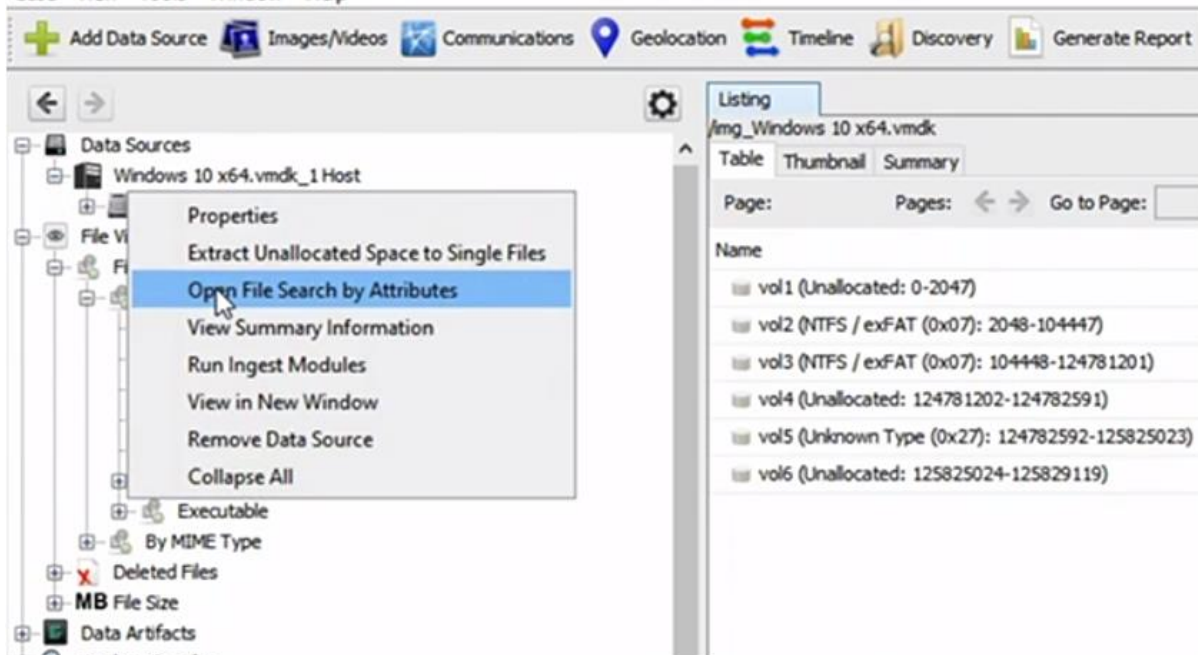 Add Data Source Images/Videos Communications Geolocation Timeline Discovery Generate Report
Data Sources
Windows 10 x64.vmdk_1 Host
File Vi
Fi
Properties
Extract Unallocated Space to Single Files
Open File Search by Attributes
View Summary Information
Run Ingest Modules
View in New Window
Remove Data Source
Collapse All
Executable
By MIME Type
Deleted Files
MB File Size
Data Artifacts
Listing
/img_Windows 10 x64.vmdk
Table Thumbnail Summary
Page: Pages: Go to Page:
Name
vol1 (Unallocated: 0-2047)
vol2 (NTFS / exFAT (0x07): 2048-104447)
vol3 (NTFS / exFAT (0x07): 104448-124781201)
vol4 (Unallocated: 124781202-124782591)
vol5 (Unknown Type (0x27): 124782592-125825023)
vol6 (Unallocated: 125825024-125829119)